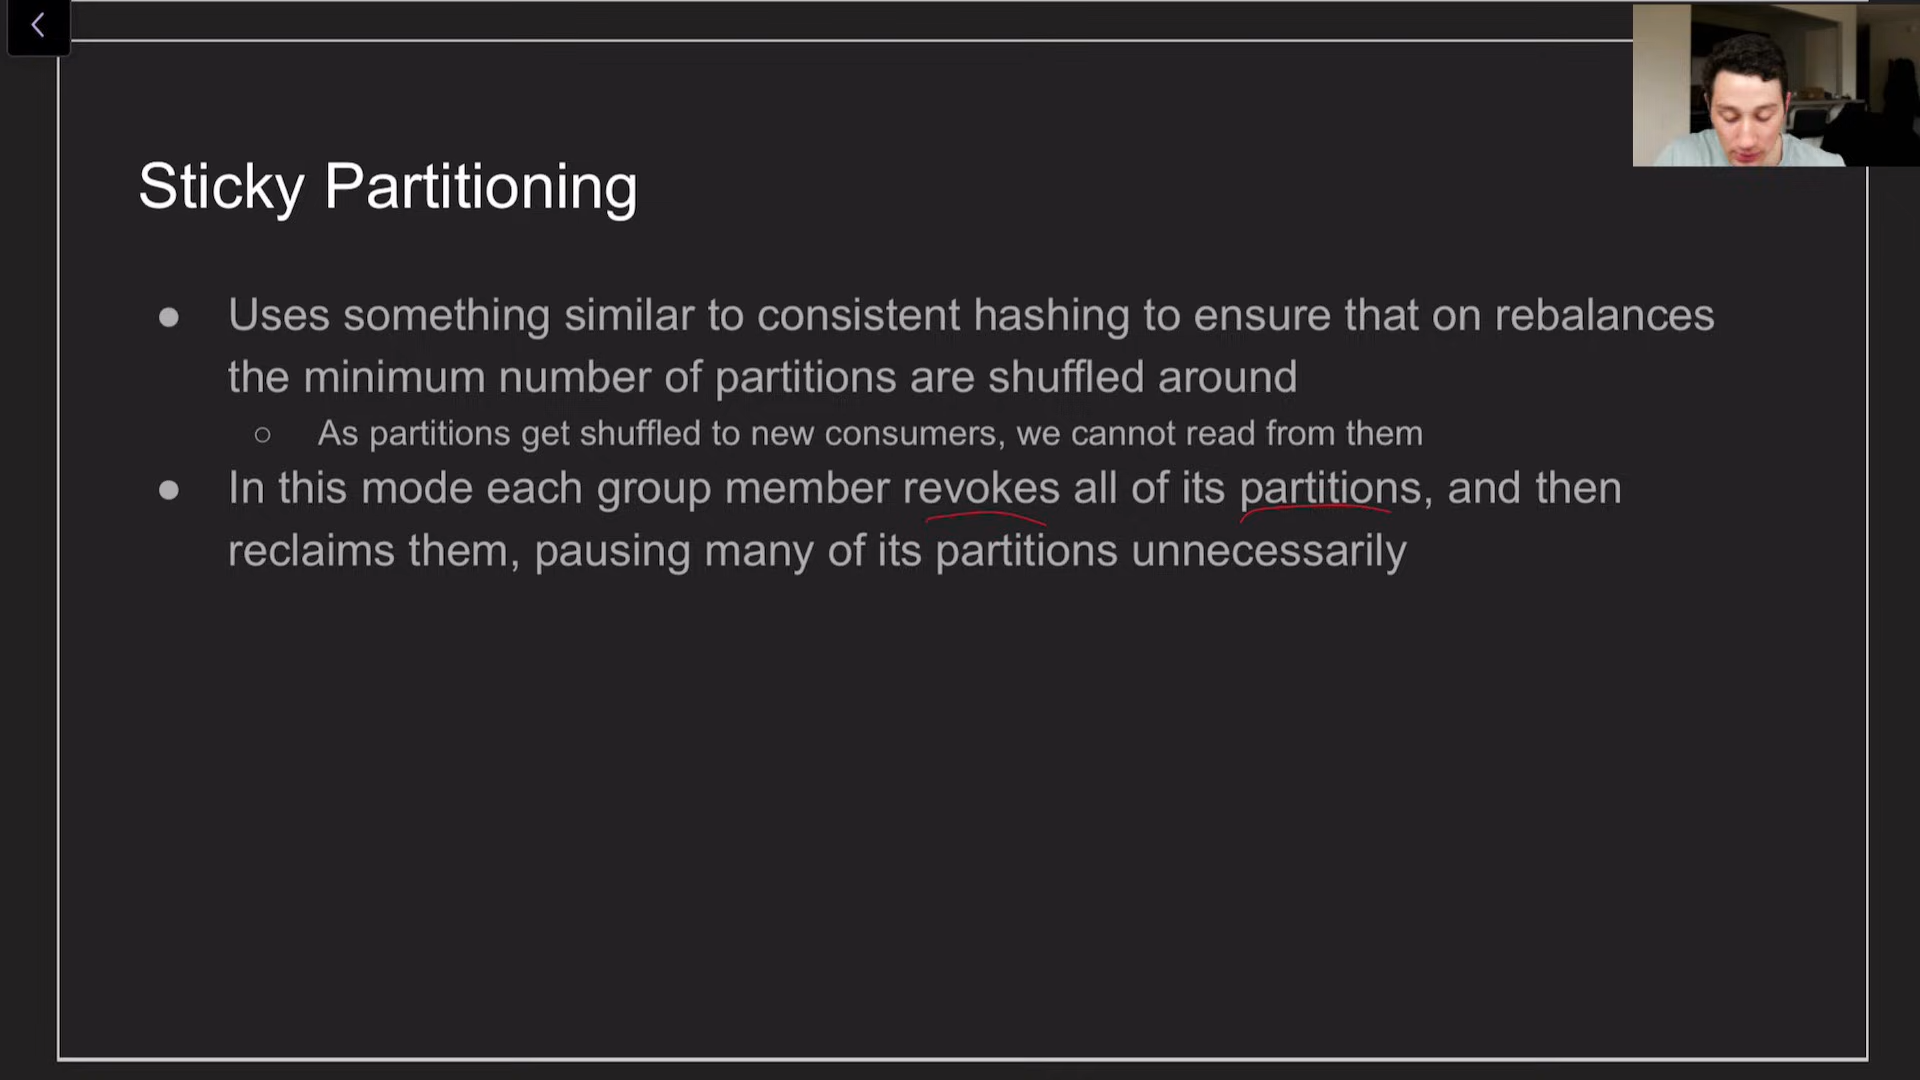 Sticky Partitioning
● Uses something similar to consistent hashing to ensure that on rebalances
the minimum number of partitions are shuffled around
○ As partitions get shuffled to new consumers, we cannot read from them
● In this mode each group member revokes all of its partitions, and then
reclaims them, pausing many of its partitions unnecessarily